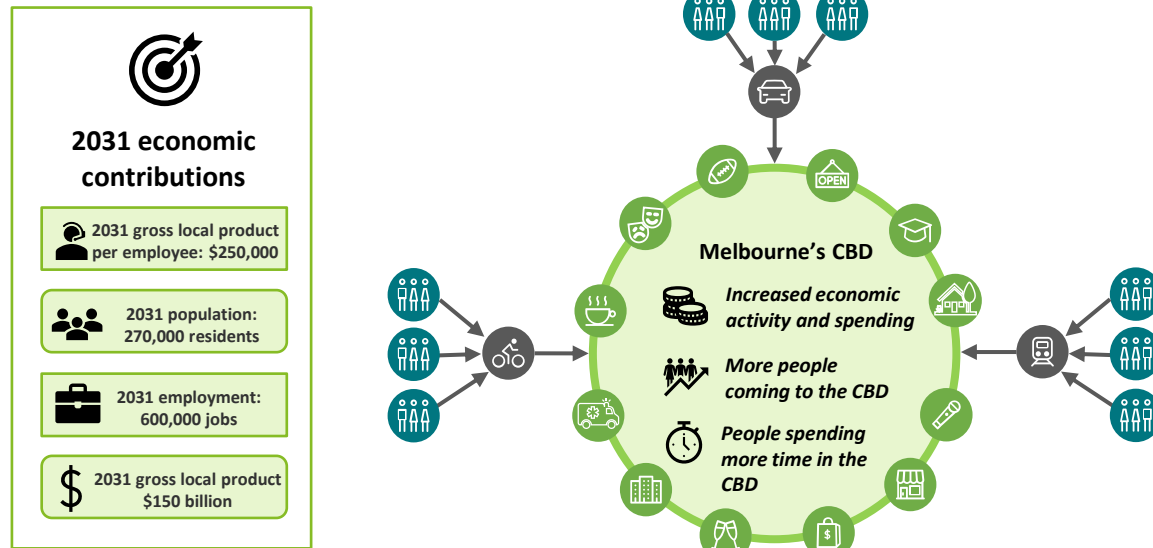 2031 economic
contributions
2031 gross local product
per employee: $250,000
2031 population:
270,000 residents
2031 employment:
600,000 jobs
$
2031 gross local product
$150 billion
OPEN
Melbourne's CBD
Increased economic
activity and spending
More people
coming to the CBD
People spending
more time in the
CBD
$